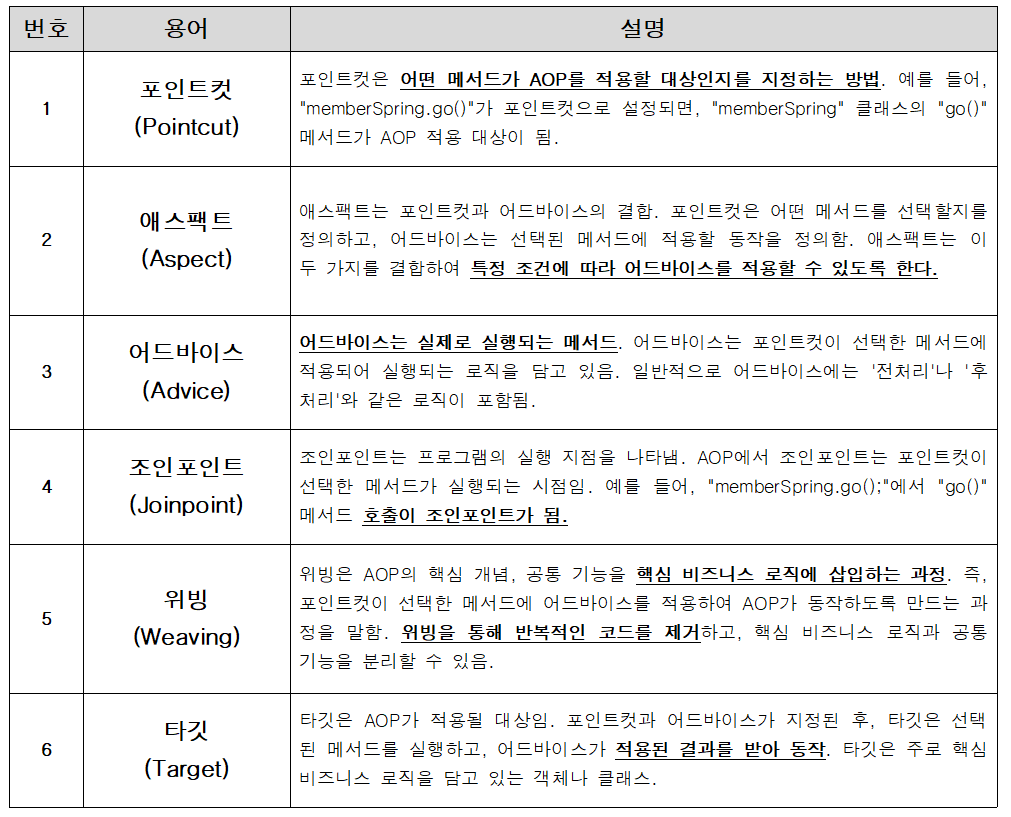 번호 용어 설명
1
포인트컷
(Pointcut)
포인트컷은 어떤 메서드가 AOP를 적용할 대상인지를 지정하는 방법. 예를 들어,
"memberSpring.go()"가 포인트컷으로 설정되면, "memberSpring" 클래스의 "go()"
메서드가 AOP 적용 대상이 됨.
2
애스팩트
(Aspect)
애스팩트는 포인트컷과 어드바이스의 결합. 포인트컷은 어떤 메서드를 선택할지를
정의하고, 어드바이스는 선택된 메서드에 적용할 동작을 정의함. 애스팩트는 이
두 가지를 결합하여 특정 조건에 따라 어드바이스를 적용할 수 있도록 한다.
3
어드바이스
(Advice)
어드바이스는 실제로 실행되는 메서드. 어드바이스는 포인트컷이 선택한 메서드에
적용되어 실행되는 로직을 담고 있음. 일반적으로 어드바이스에는 '전처리'나 '후
처리'와 같은 로직이 포함됨.
4
조인포인트
(Joinpoint)
조인포인트는 프로그램의 실행 지점을 나타냄. AOP에서 조인포인트는 포인트컷이
선택한 메서드가 실행되는 시점임. 예를 들어, "memberSpring.go();"에서 "go()"
메서드 호출이 조인포인트가 됨.
5
위빙
(Weaving)
위빙은 AOP의 핵심 개념, 공통 기능을 핵심 비즈니스 로직에 삽입하는 과정. 즉,
포인트컷이 선택한 메서드에 어드바이스를 적용하여 AOP가 동작하도록 만드는 과
정을 말함. 위빙을 통해 반복적인 코드를 제거하고, 핵심 비즈니스 로직과 공통
기능을 분리할 수 있음.
6
타깃
(Target)
타깃은 AOP가 적용될 대상임. 포인트컷과 어드바이스가 지정된 후, 타깃은 선택
된 메서드를 실행하고, 어드바이스가 적용된 결과를 받아 동작. 타깃은 주로 핵심
비즈니스 로직을 담고 있는 객체나 클래스.